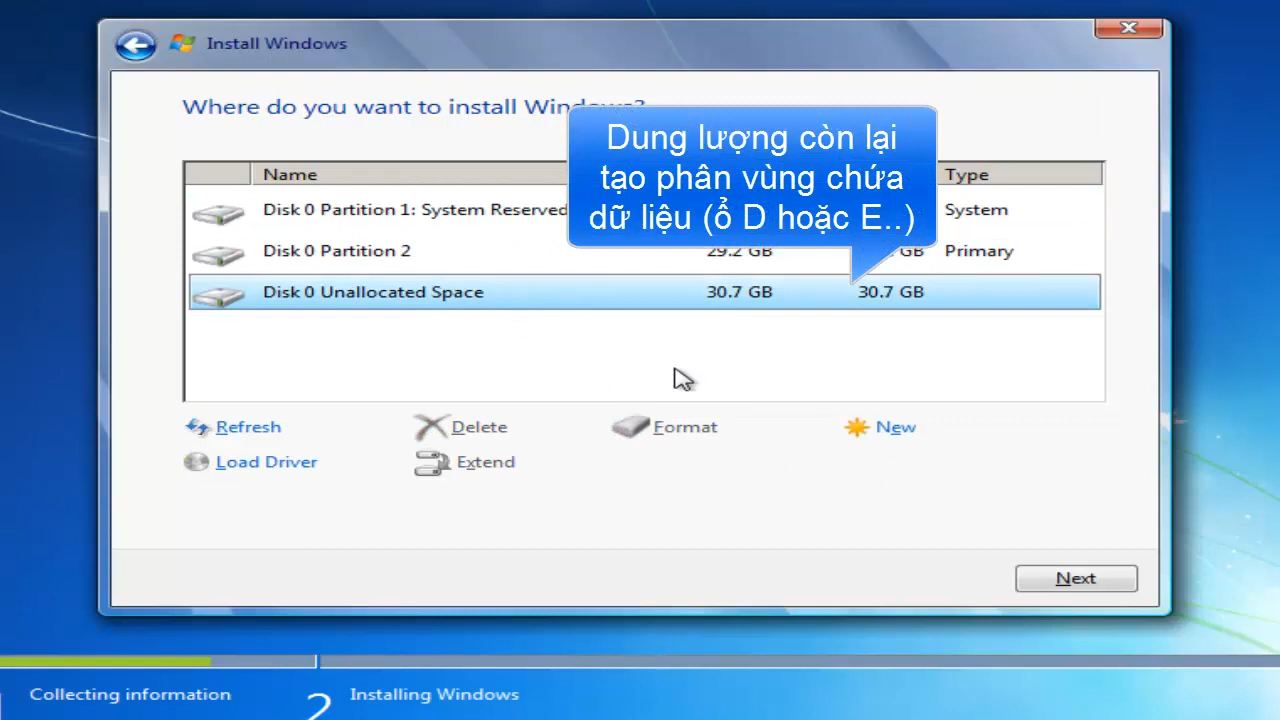 Install Windows
Where do you want to install Windows?
Dung lượng còn lại
tạo phân vùng chứa
dữ liệu (ổ D hoặc E..)
Name Type
Disk 0 Partition 1: System Reserved System
Disk 0 Partition 2 29.2 GB GB Primary
Disk 0 Unallocated Space 30.7 GB 30.7 GB
Refresh Delete Format New
Load Driver Extend
Next
Collecting information 2 Installing Windows